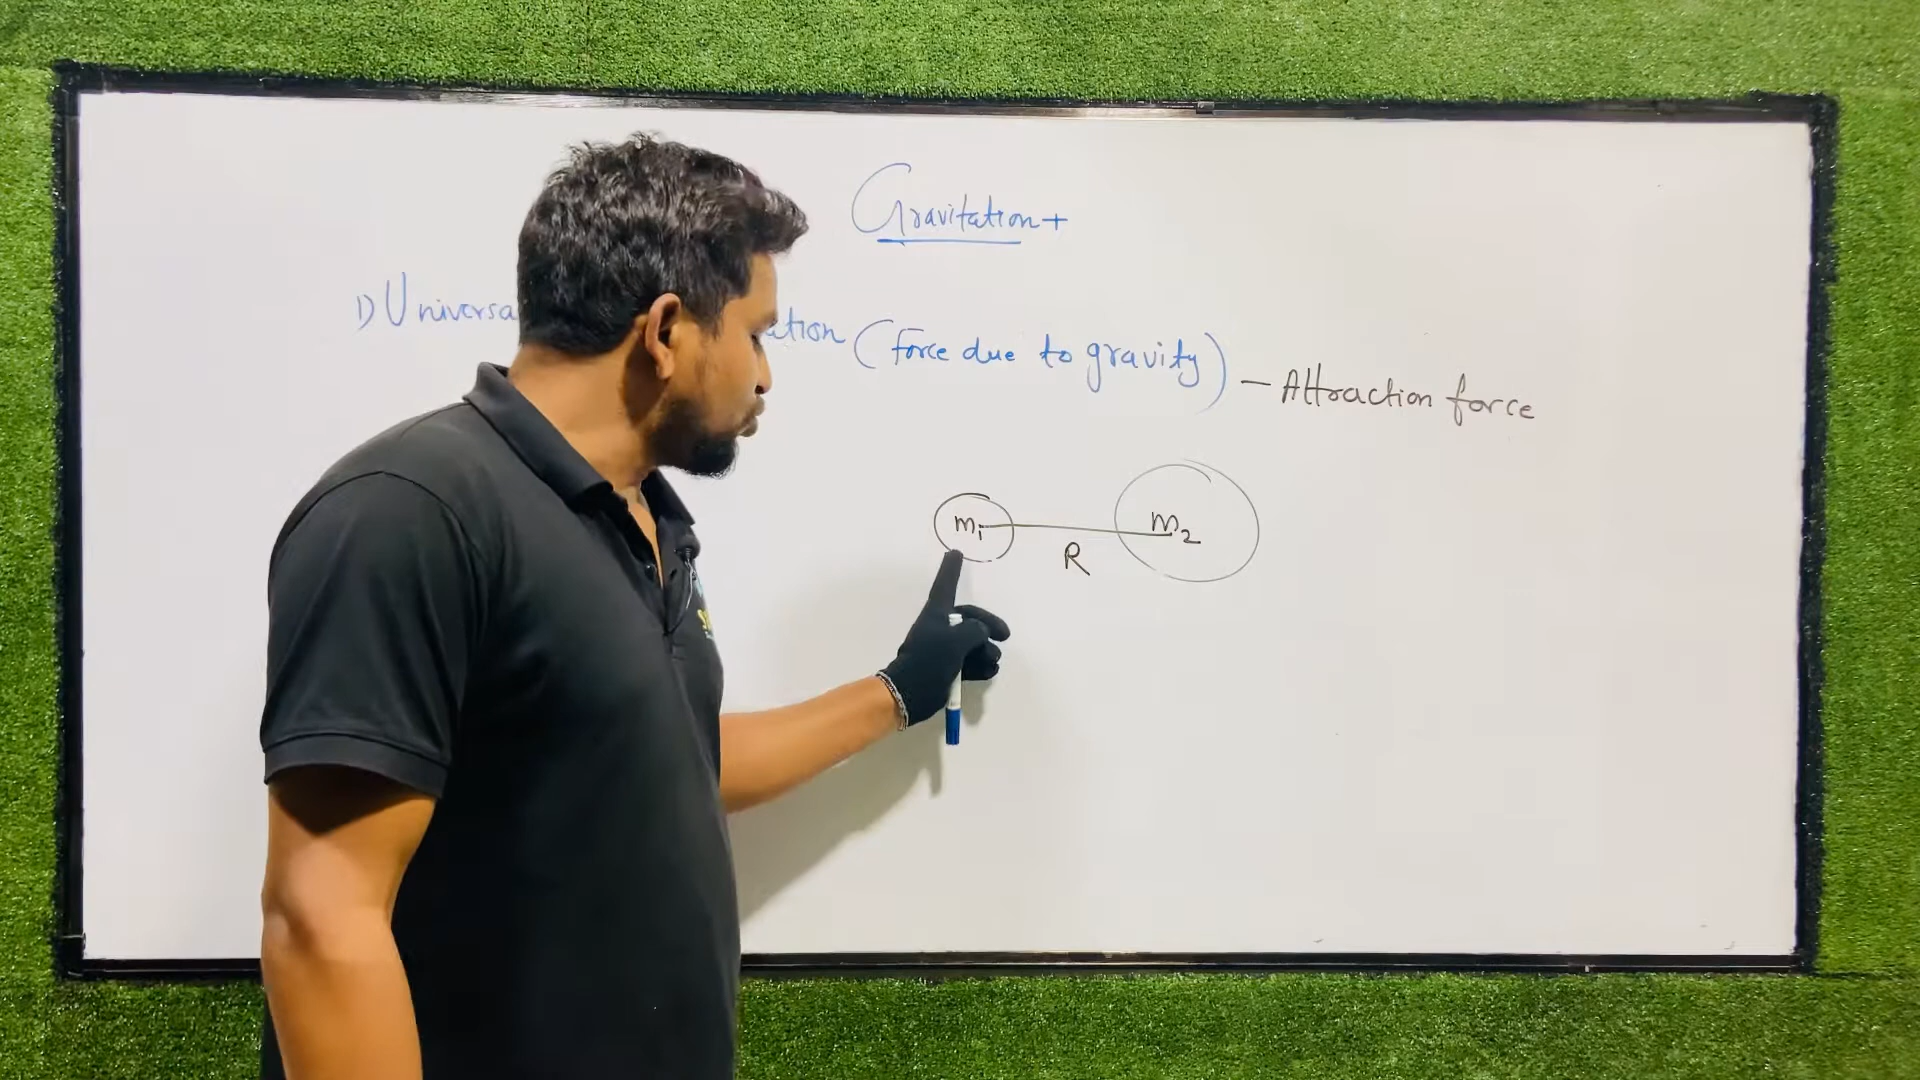 Gravitation +
1) Universa ation (force due to gravity) - Attraction force
m1 m2
R